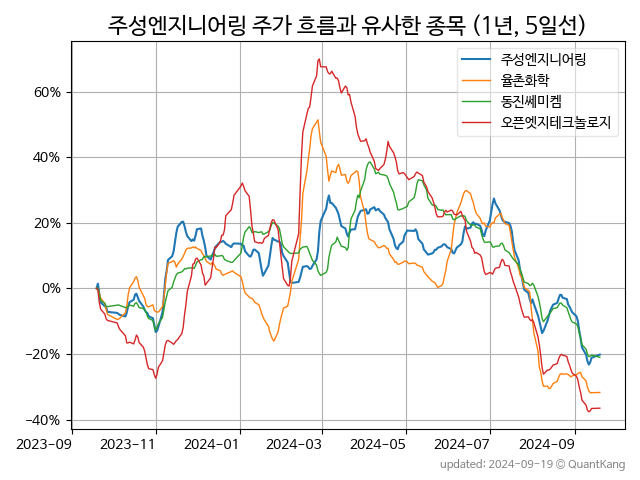 주성엔지니어링 주가 흐름과 유사한 종목 (1년, 5일선)
주성엔지니어링
율촌화학
동진쎄미켐
오픈엣지테크놀로지
60%
40%
20%
0%
−20%
−40%
2023-09 2023-11 2024-01 2024-03 2024-05 2024-07 2024-09
updated: 2024-09-19 © QuantKang